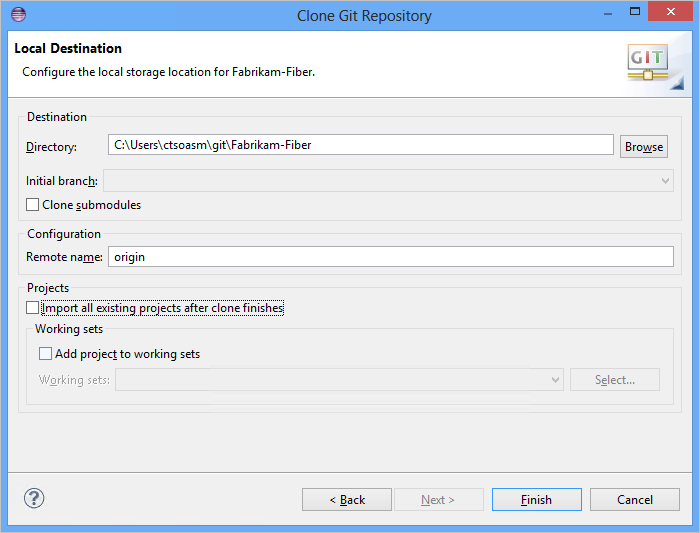 Clone Git Repository
Local Destination
Configure the local storage location for Fabrikam-Fiber.
GIT
Destination
Directory: C:\Users\ctsoasm\git\Fabrikam-Fiber Browse
Initial branch:
Clone submodules
Configuration
Remote name: origin
Projects
Import all existing projects after clone finishes
Working sets
Add project to working sets
Working sets: Select...
? < Back Next > Finish Cancel